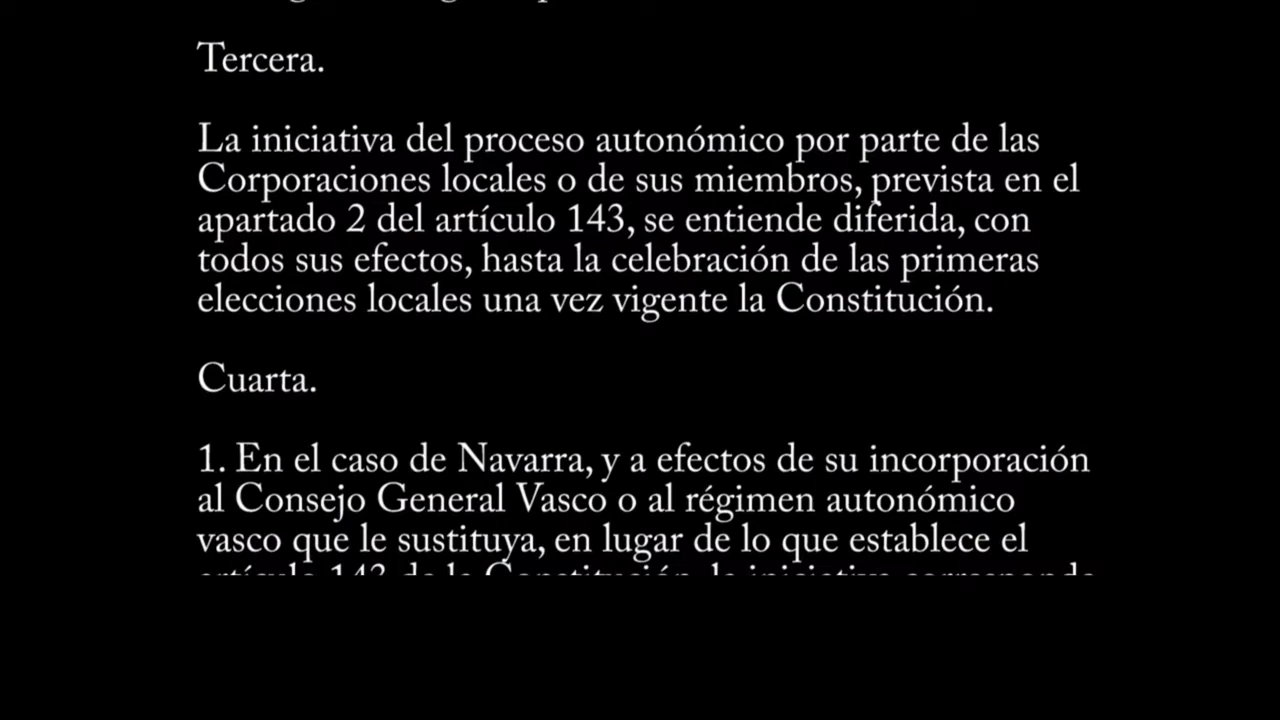 Tercera.
La iniciativa del proceso autonómico por parte de las
Corporaciones locales o de sus miembros, prevista en el
apartado 2 del artículo 143, se entiende diferida, con
todos sus efectos, hasta la celebración de las primeras
elecciones locales una vez vigente la Constitución.
Cuarta.
1. En el caso de Navarra, y a efectos de su incorporación
al Consejo General Vasco o al régimen autonómico
vasco que le sustituya, en lugar de lo que establece el
artículo 143 de la Constitución, la iniciativa corresponde